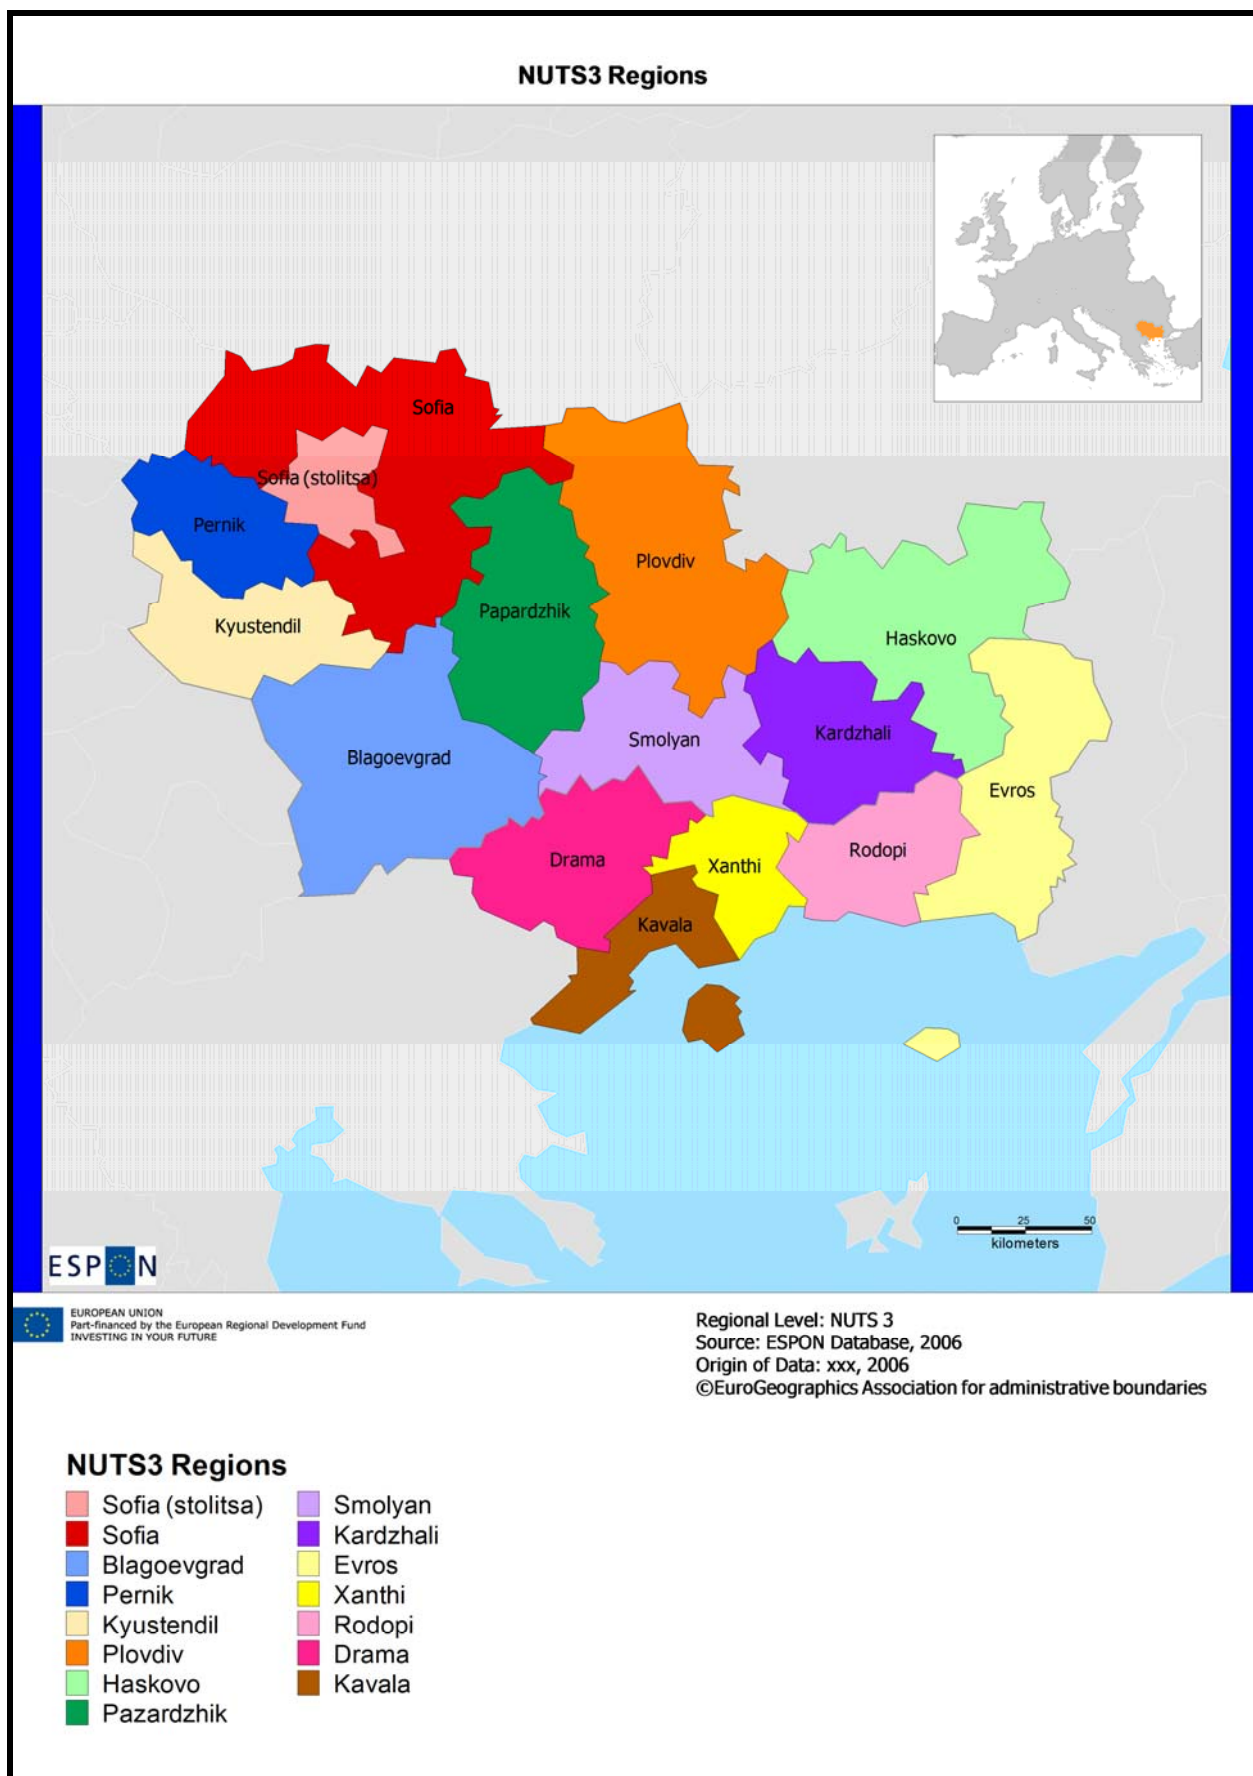 NUTS3 Regions
Sofia
Sofia (stolitsa)
Pernik
Plovdiv
Papardzhik
Kyustendil
Haskovo
Smolyan
Kardzhali
Blagoevgrad
Evros
Drama
Xanthi
Rodopi
Kavala
0 25 50
kilometers
ESPON
EUROPEAN UNION
Part-financed by the European Regional Development Fund
INVESTING IN YOUR FUTURE
Regional Level: NUTS 3
Source: ESPON Database, 2006
Origin of Data: xxx, 2006
©EuroGeographics Association for administrative boundaries
NUTS3 Regions
Sofia (stolitsa)
Sofia
Blagoevgrad
Pernik
Kyustendil
Plovdiv
Haskovo
Pazardzhik
Smolyan
Kardzhali
Evros
Xanthi
Rodopi
Drama
Kavala